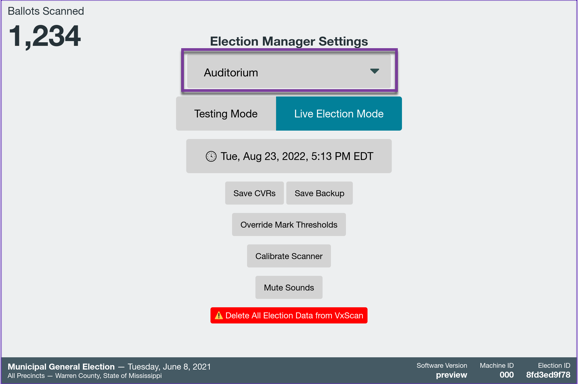 Ballots Scanned
1,234
Election Manager Settings
Auditorium
Testing Mode
Live Election Mode
Tue, Aug 23, 2022, 5:13 PM EDT
Save CVRs
Save Backup
Override Mark Thresholds
Calibrate Scanner
Mute Sounds
Delete All Election Data from VxScan
Municipal General Election — Tuesday, June 8, 2021
All Precincts — Warren County, State of Mississippi
Software Version
preview
Machine ID
000
Election ID
8fd3ed9f78